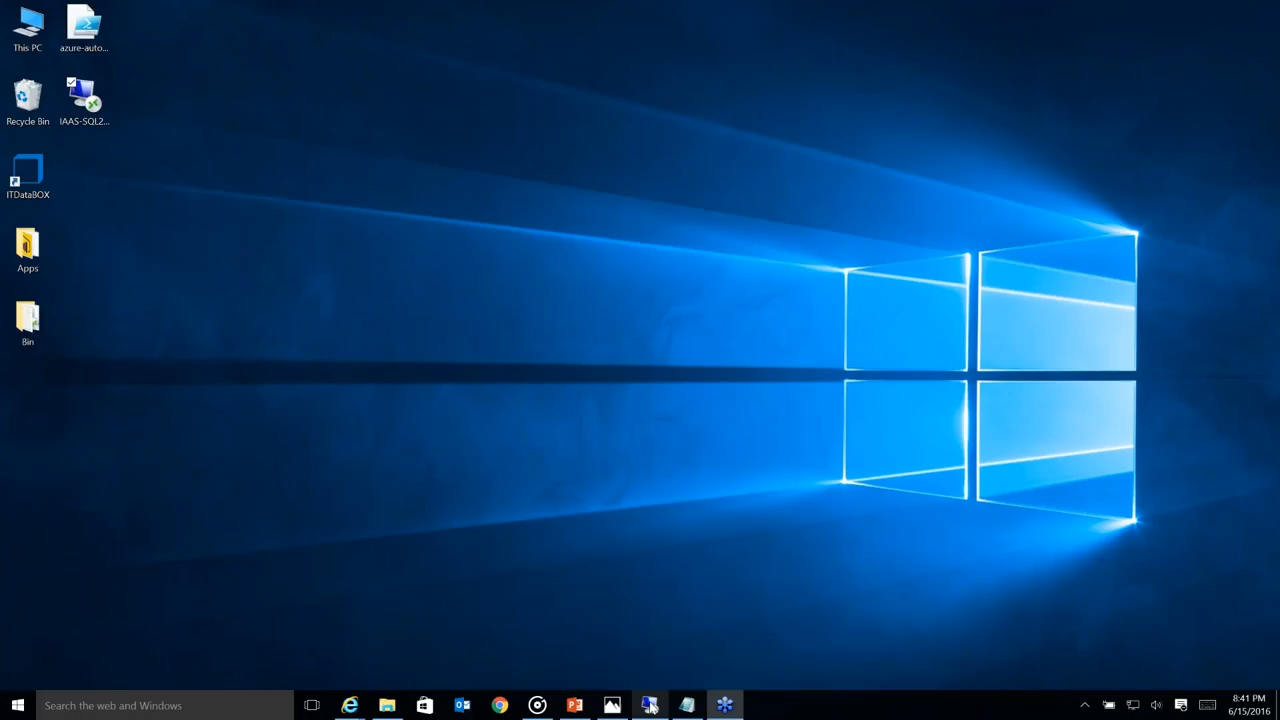 This PC
azure-auto...
Recycle Bin
IAAS-SQL2...
ITDataBOX
Apps
Bin
Search the web and Windows
8:41 PM
6/15/2016